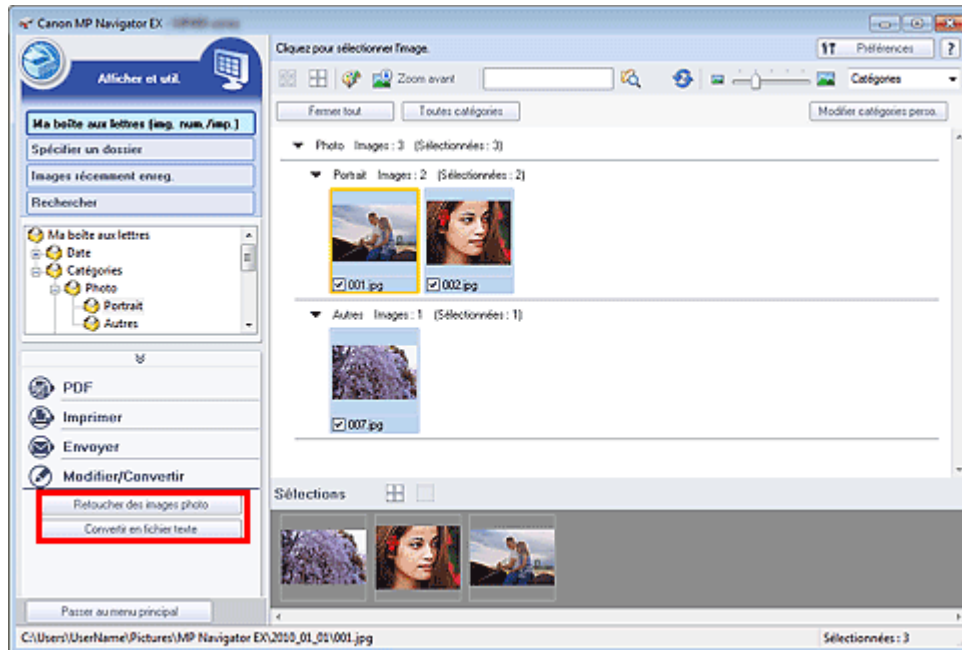 Canon MP Navigator EX -
Cliquez pour sélectionner l'image.
Préférences
?
Afficher et util.
Zoom avant
Catégories
Fermer tout
Toutes catégories
Modifier catégories perso.
Ma boîte aux lettres (img. num./imp.)
Spécifier un dossier
Images récemment enreg.
Rechercher
Ma boîte aux lettres
Date
Catégories
Photo
Portrait
Autres
Photo Images : 3 (Sélectionnées : 3)
Portrait Images : 2 (Sélectionnées : 2)
001.jpg
002.jpg
Autres Images : 1 (Sélectionnées : 1)
007.jpg
PDF
Imprimer
Envoyer
Modifier/Convertir
Retoucher des images photo
Convertir en fichier texte
Passer au menu principal
Sélections
C:\Users\UserName\Pictures\MP Navigator EX\2010_01_01\001.jpg
Sélectionnées : 3